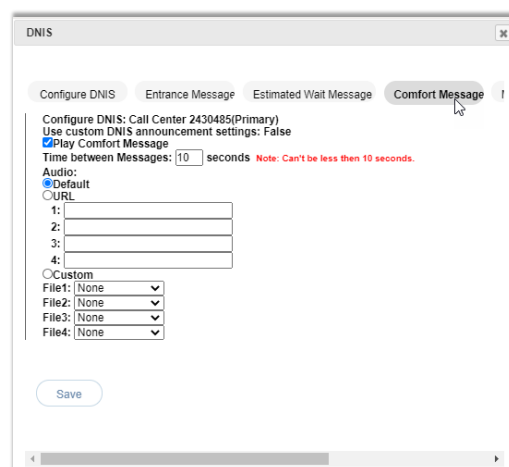 DNIS
Configure DNIS Entrance Message Estimated Wait Message Comfort Message
Configure DNIS: Call Center 2430485(Primary)
Use custom DNIS announcement settings: False
Play Comfort Message
Time between Messages: 10 seconds Note: Can't be less then 10 seconds.
Audio:
Default
URL
1:
2:
3:
4:
Custom
File1: None
File2: None
File3: None
File4: None
Save